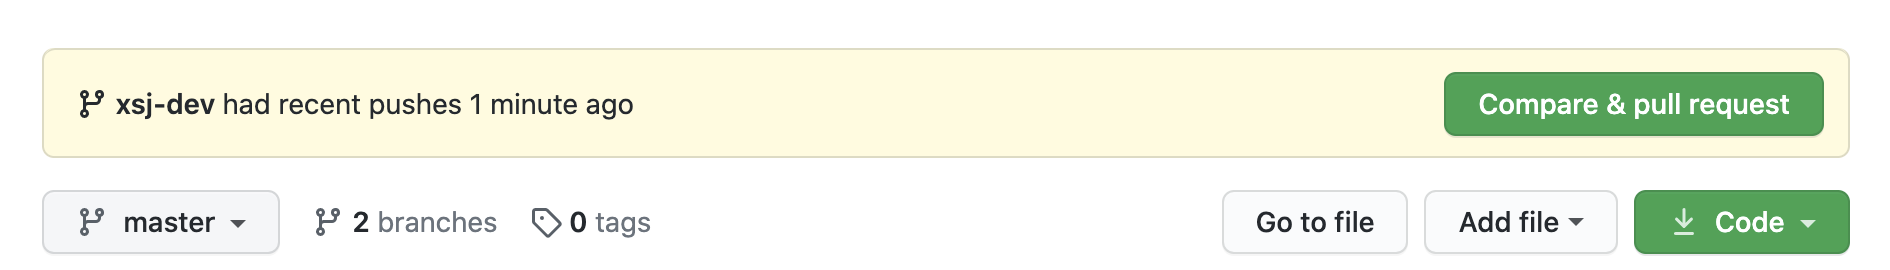 xsj-dev had recent pushes 1 minute ago
Compare & pull request
master
2 branches
0 tags
Go to file
Add file
Code